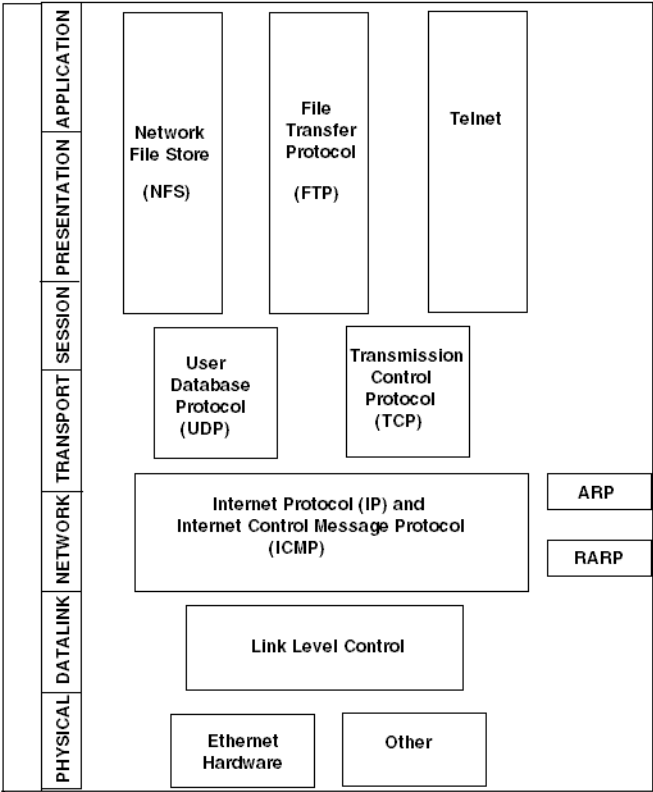 APPLICATION
PRESENTATION
SESSION
TRANSPORT
NETWORK
DATALINK
PHYSICAL
Network
File Store
(NFS)
File
Transfer
Protocol
(FTP)
Telnet
User
Database
Protocol
(UDP)
Transmission
Control
Protocol
(TCP)
Internet Protocol (IP) and
Internet Control Message Protocol
(ICMP)
ARP
RARP
Link Level Control
Ethernet
Hardware
Other